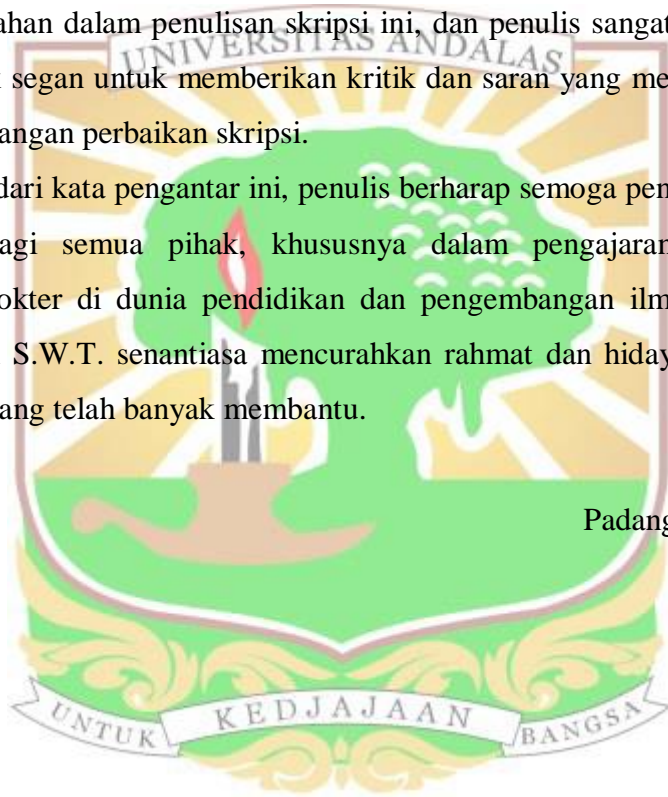 ahan dalam penulisan skripsi ini, dan penulis sangat
UNIVERSITAS ANDALAS
segan untuk memberikan kritik dan saran yang me
angan perbaikan skripsi.
dari kata pengantar ini, penulis berharap semoga pen
agi semua pihak, khususnya dalam pengajaran
okter di dunia pendidikan dan pengembangan ilm
S.W.T. senantiasa mencurahkan rahmat dan hiday
ang telah banyak membantu.
Padang
UNTUK KEDJAJAAN BANGSA